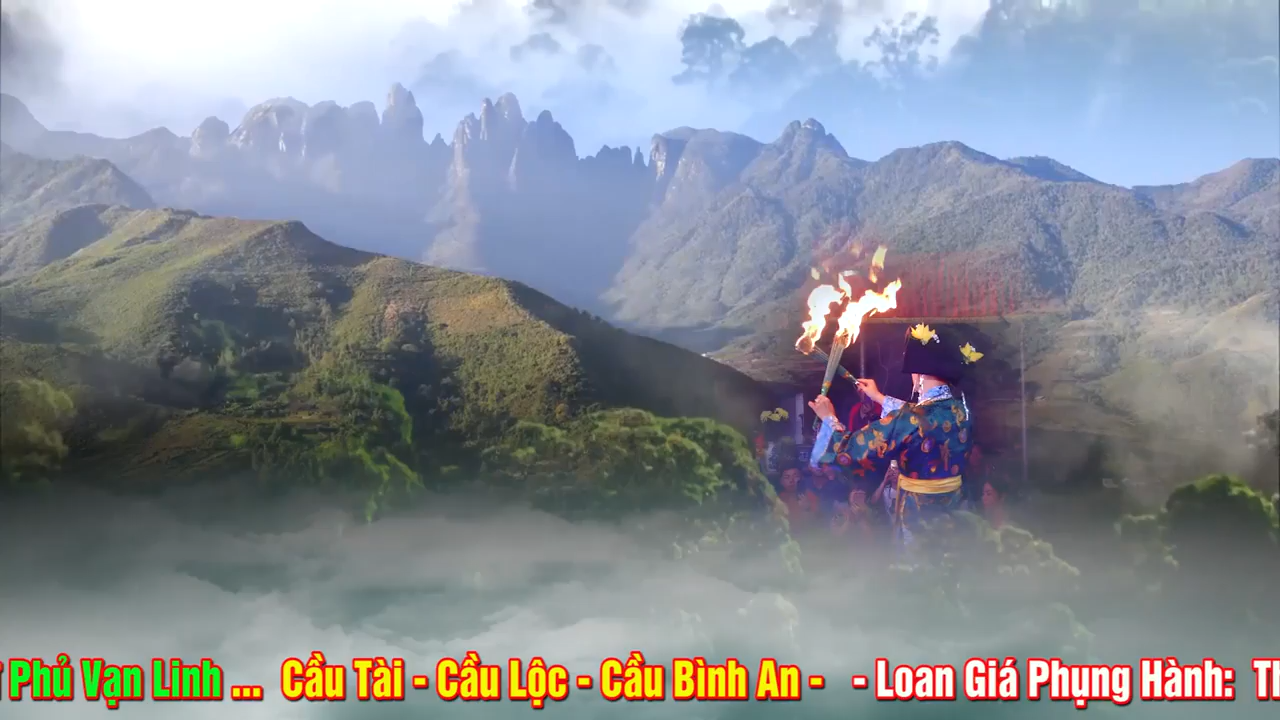 Phủ Vạn Linh ... Cầu Tài - Cầu Lộc - Cầu Bình An - - Loan Giá Phụng Hành: